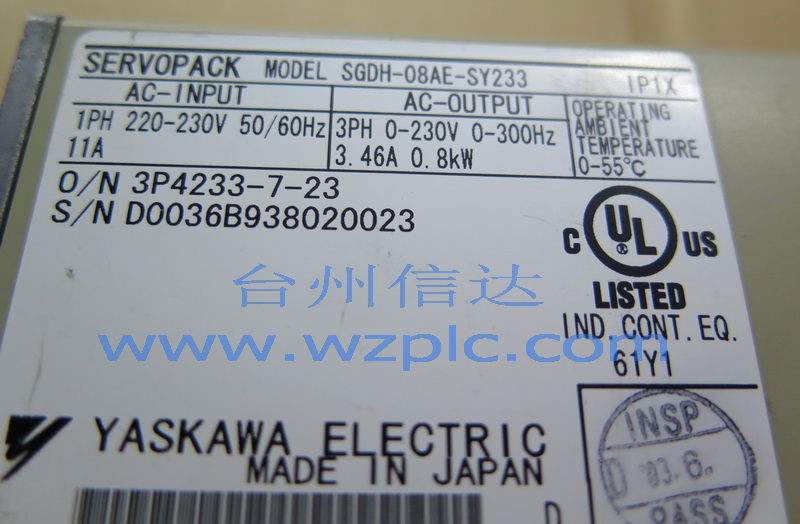 SERVOPACK MODEL SGDH-08AE-SY233 IP1X
AC-INPUT
1PH 220-230V 50/60Hz
11A
AC-OUTPUT
3PH 0-230V 0-300Hz
3.46A 0.8kW
OPERATING
AMBIENT
TEMPERATURE
0-55℃
O/N 3P4233-7-23
S/N D0036B938020023
C UL ® US
LISTED
IND. CONT. EQ.
61Y1
台州信达
www.wzplc.com
YASKAWA ELECTRIC
MADE IN JAPAN
INSP
D '03.6.
PASS
D